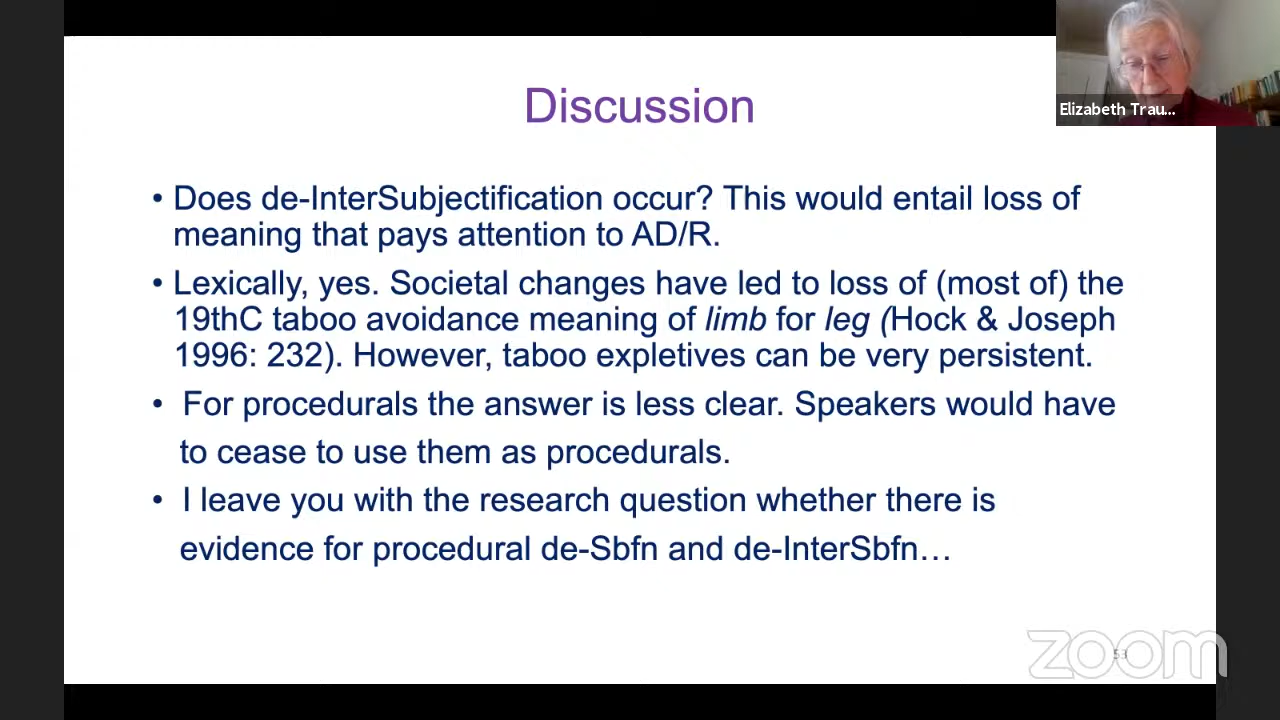 Elizabeth Trau...
Discussion
• Does de-InterSubjectification occur? This would entail loss of
meaning that pays attention to AD/R.
• Lexically, yes. Societal changes have led to loss of (most of) the
19thC taboo avoidance meaning of limb for leg (Hock & Joseph
1996: 232). However, taboo expletives can be very persistent.
• For procedurals the answer is less clear. Speakers would have
to cease to use them as procedurals.
• I leave you with the research question whether there is
evidence for procedural de-Sbfn and de-InterSbfn…
zoom
53